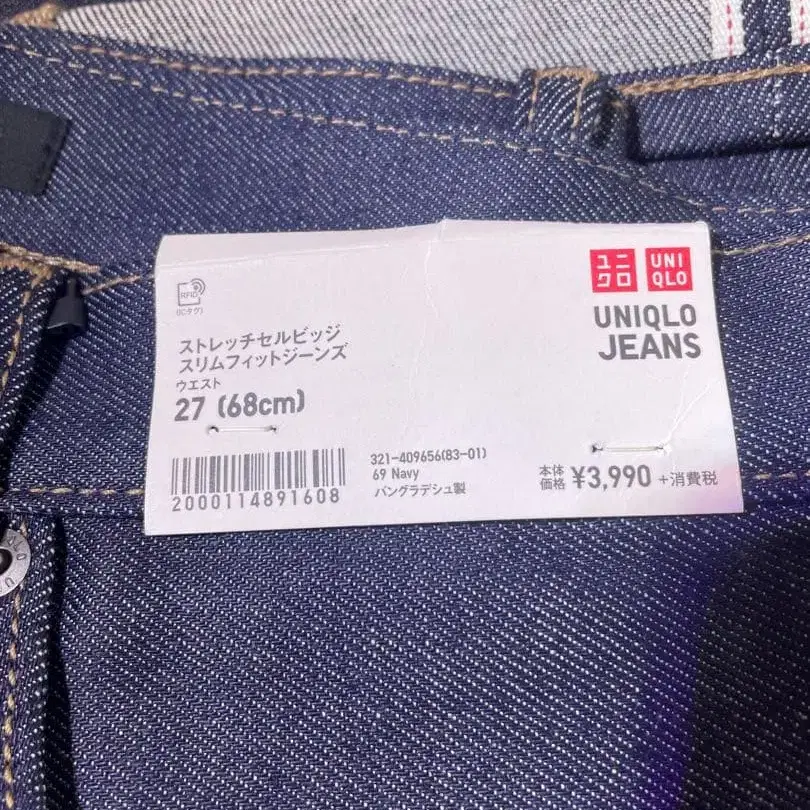 RFID
(ICタグ)
ユニ
クロ
UNI
QLO
UNIQLO
JEANS
ストレッチセルビッジ
スリムフィットジーンズ
ウエスト
27 (68cm)
2000114891608
321-409656(83-01)
69 Navy
バングラデシュ製
本体
価格 ¥3,990 +消費税